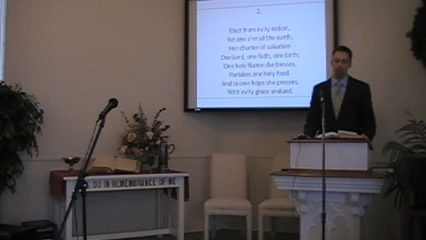 2.
Elect from ev'ry nation,
Yet one o'er all the earth,
Her charter of salvation
One Lord, one faith, one birth;
One holy Name she blesses,
Partakes one holy food,
And to one hope she presses,
With ev'ry grace endued.
DO IN REMEMBRANCE OF ME